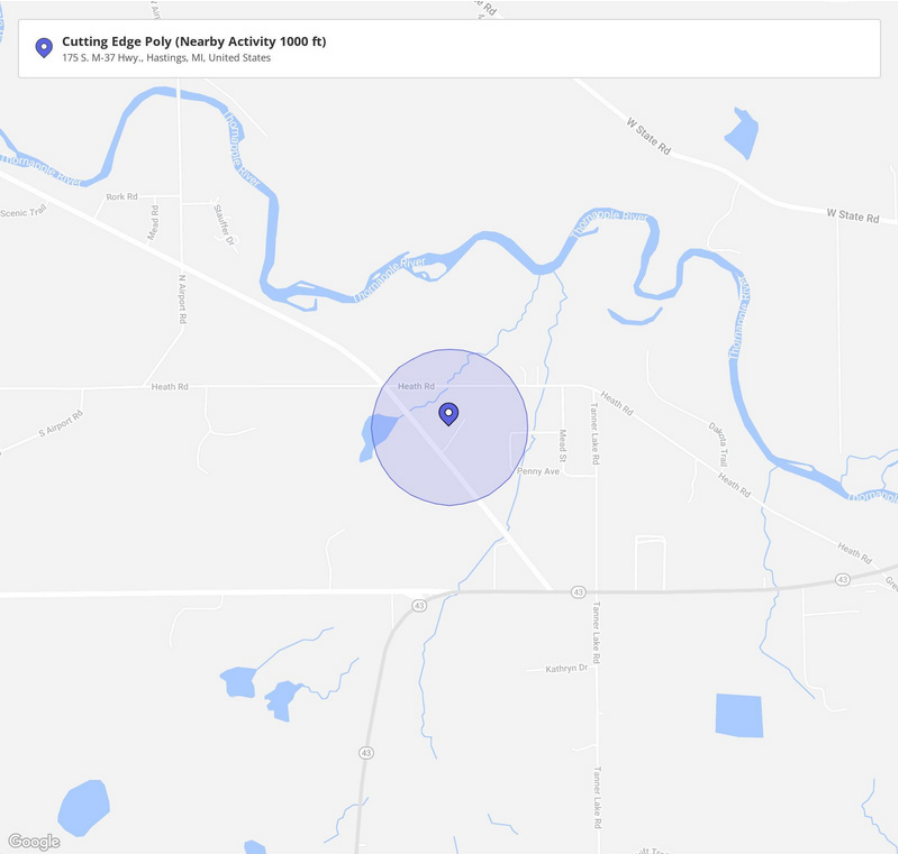 Rd
Cutting Edge Poly (Nearby Activity 1000 ft)
175 S. M-37 Hwy., Hastings, MI, United States
W State Rd
Thornapple River
Thornapple River
Rork Rd
Scenic Trail
Mead Rd
Stauffer Dr
Thornapple River
W State Rd
Thornapple River
N Airport Rd
Thornapple River
Heath Rd
Heath Rd
Heath Rd
S Airport Rd
Tanner Lake Rd
Mead St
Dakota Trail
Penny Ave
Heath Rd
Thornapple
Heath Rd
43
43
43
Tanner Lake Rd
Kathryn Dr
43
Tanner Lake Rd
Google